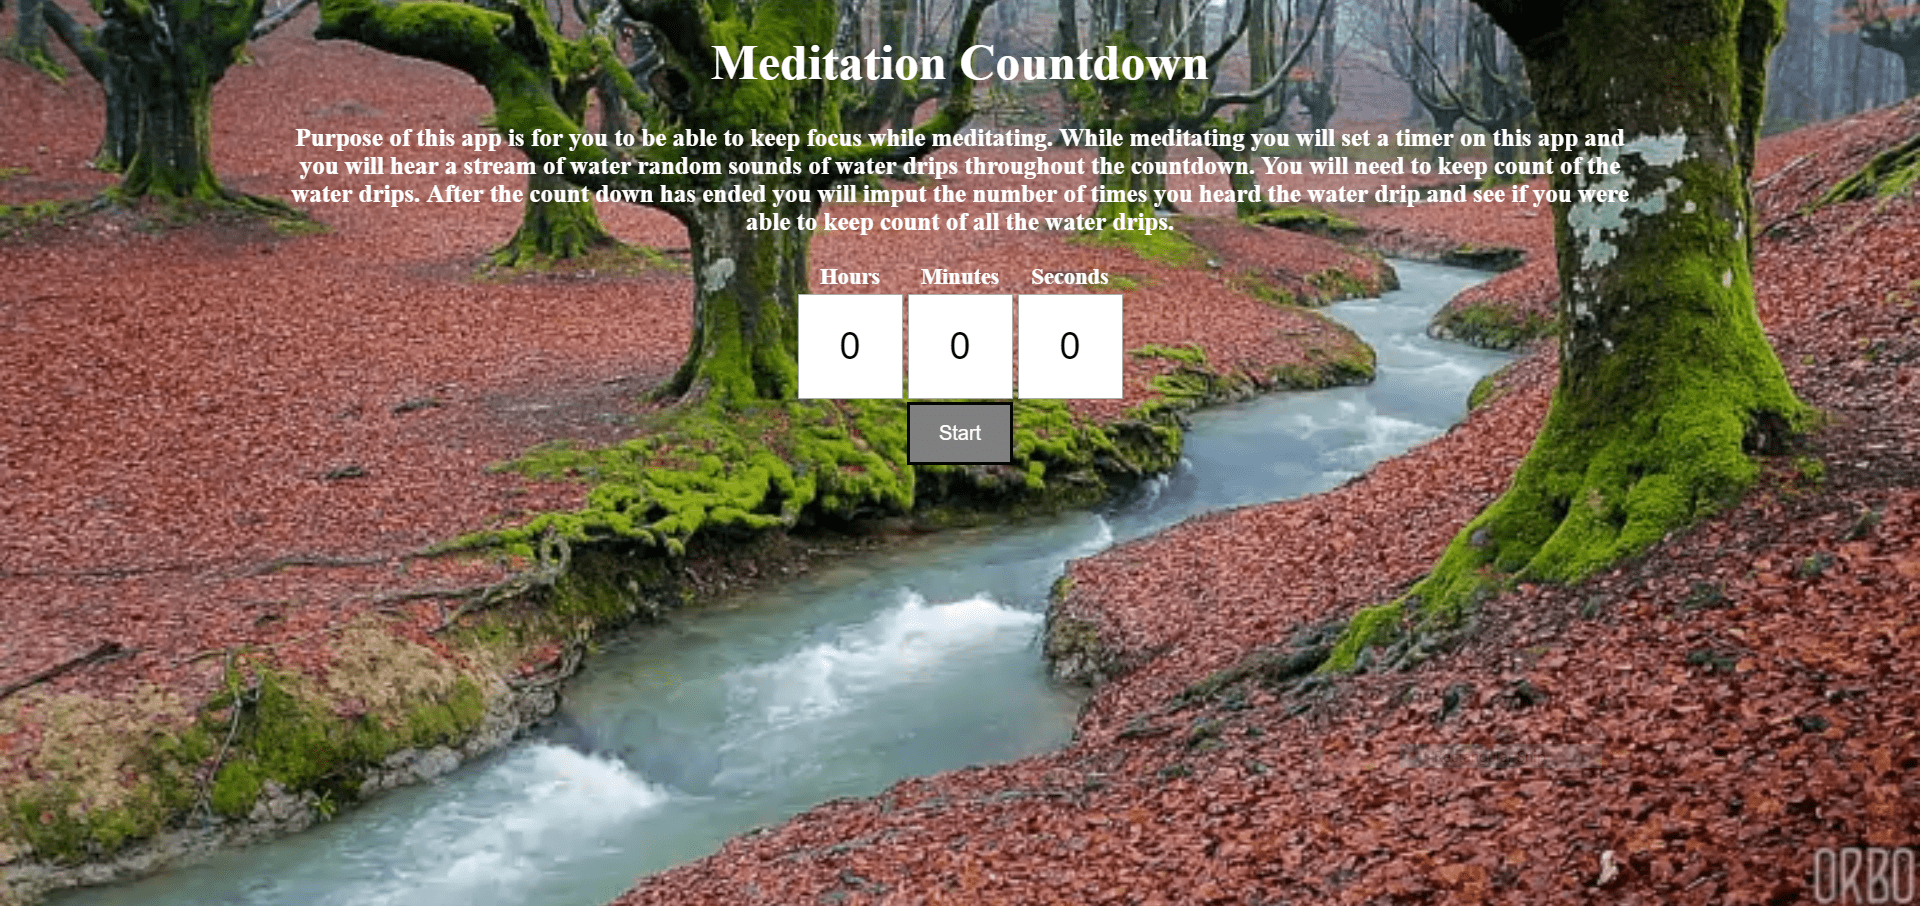 Meditation Countdown
Purpose of this app is for you to be able to keep focus while meditating. While meditating you will set a timer on this app and
you will hear a stream of water random sounds of water drips throughout the countdown. You will need to keep count of the
water drips. After the count down has ended you will imput the number of times you heard the water drip and see if you were
able to keep count of all the water drips.
Hours Minutes Seconds
0 0 0
Start
ORBO